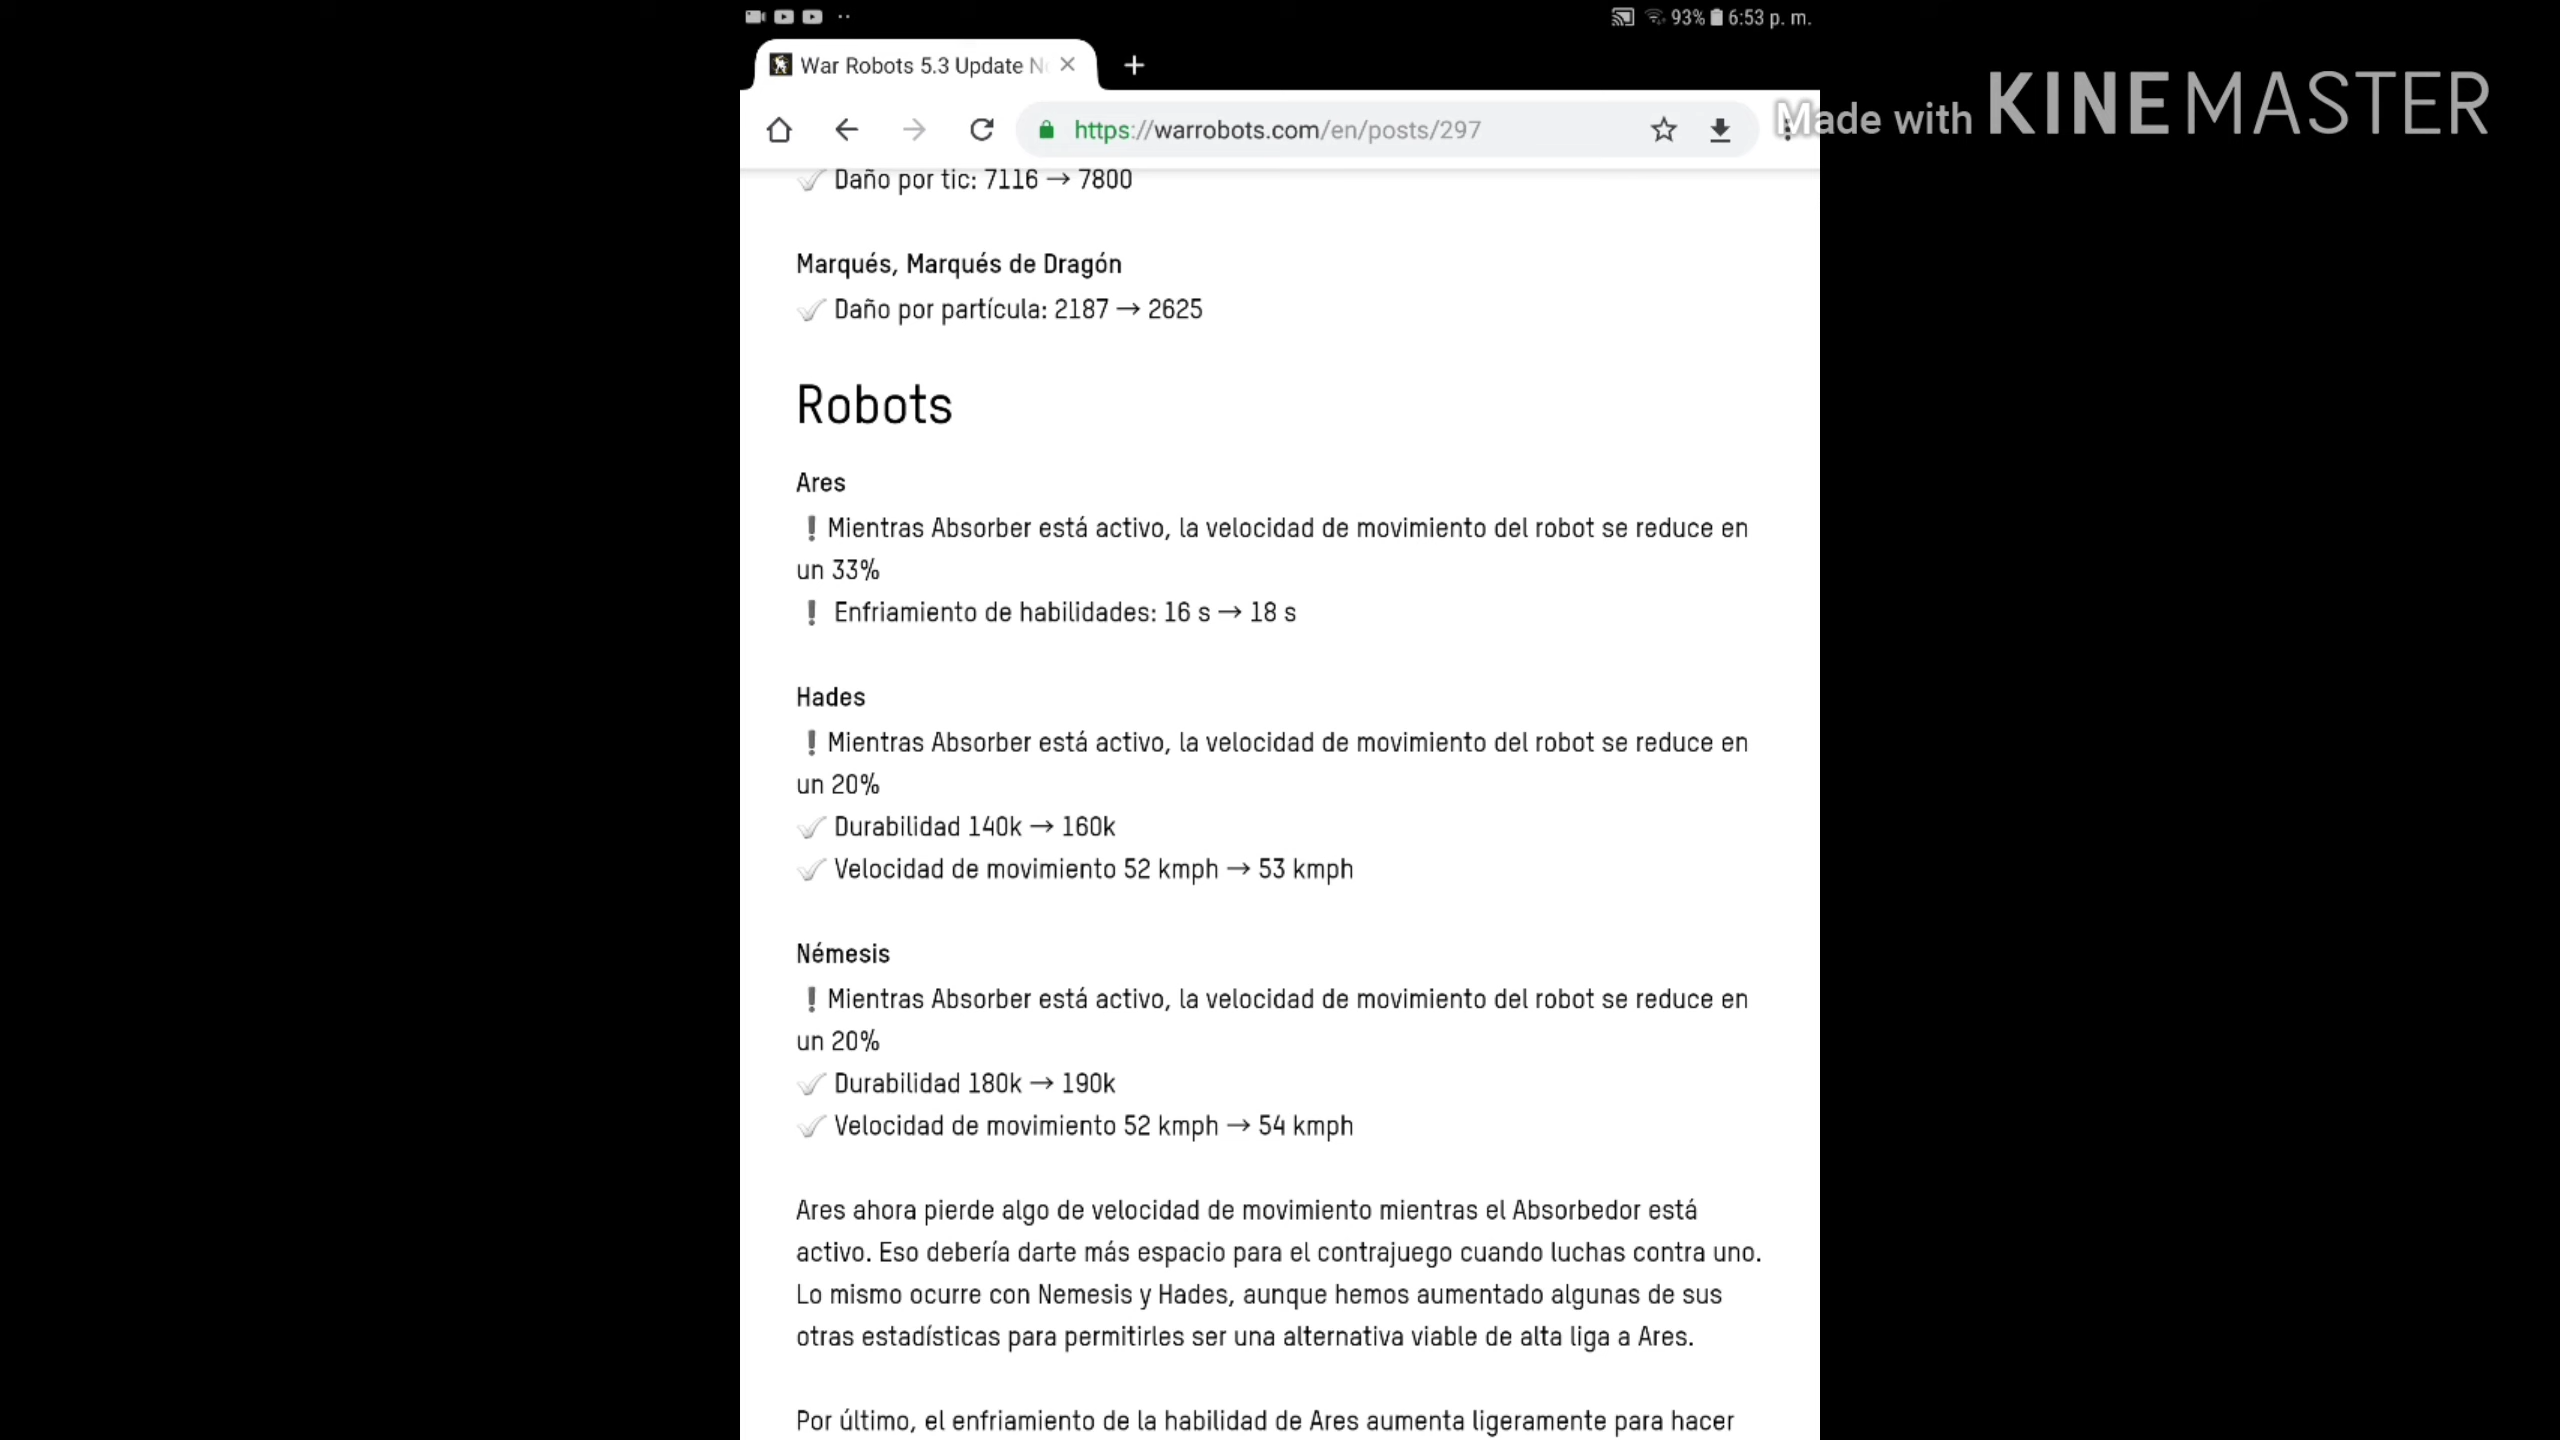 93% 6:53 p. m.
War Robots 5.3 Update N
https://warrobots.com/en/posts/297
Made with KINEMASTER
Daño por tic: 7116 → 7800
Marqués, Marqués de Dragón
Daño por partícula: 2187 → 2625
Robots
Ares
❗Mientras Absorber está activo, la velocidad de movimiento del robot se reduce en
un 33%
❗ Enfriamiento de habilidades: 16 s → 18 s
Hades
❗Mientras Absorber está activo, la velocidad de movimiento del robot se reduce en
un 20%
Durabilidad 140k → 160k
Velocidad de movimiento 52 kmph → 53 kmph
Némesis
❗Mientras Absorber está activo, la velocidad de movimiento del robot se reduce en
un 20%
Durabilidad 180k → 190k
Velocidad de movimiento 52 kmph → 54 kmph
Ares ahora pierde algo de velocidad de movimiento mientras el Absorbedor está
activo. Eso debería darte más espacio para el contrajuego cuando luchas contra uno.
Lo mismo ocurre con Nemesis y Hades, aunque hemos aumentado algunas de sus
otras estadísticas para permitirles ser una alternativa viable de alta liga a Ares.
Por último, el enfriamiento de la habilidad de Ares aumenta ligeramente para hacer